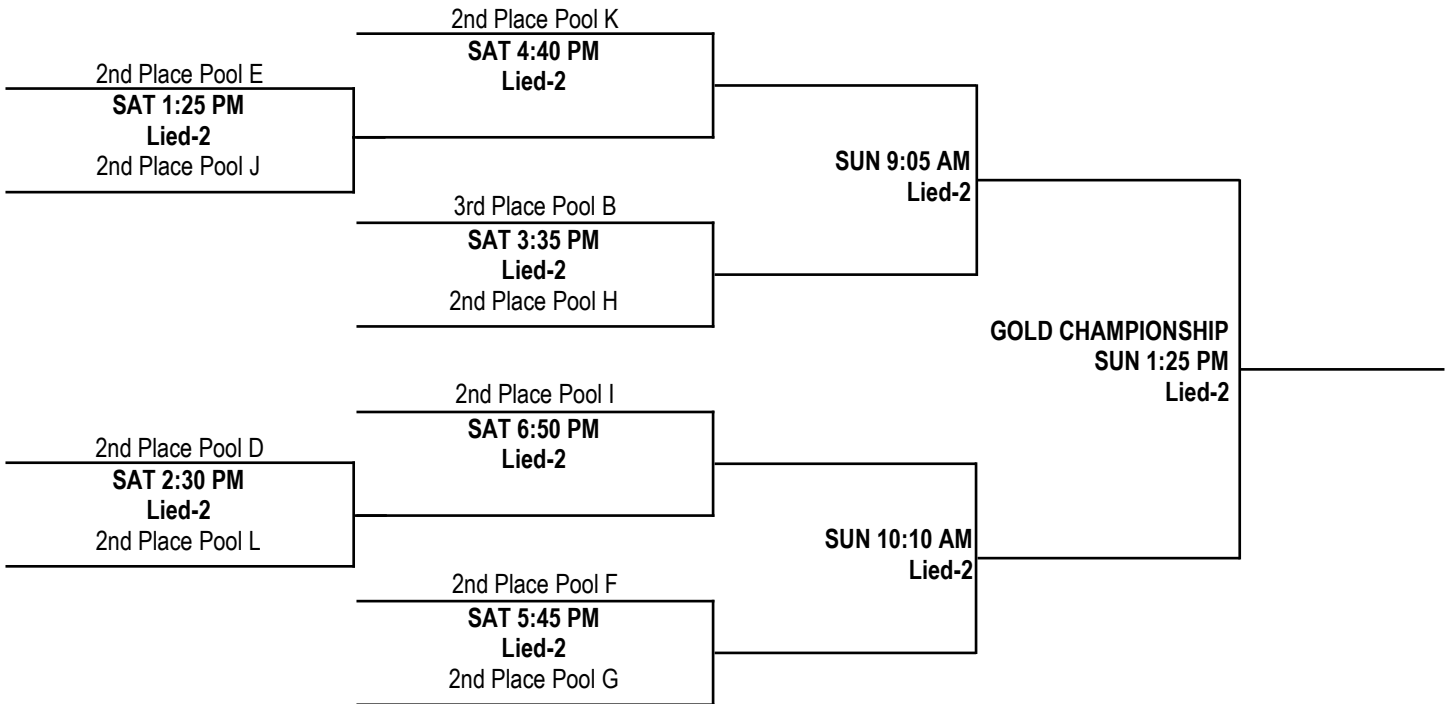 2nd Place Pool K
SAT 4:40 PM
Lied-2
2nd Place Pool E
SAT 1:25 PM
Lied-2
2nd Place Pool J
SUN 9:05 AM
Lied-2
3rd Place Pool B
SAT 3:35 PM
Lied-2
2nd Place Pool H
GOLD CHAMPIONSHIP
SUN 1:25 PM
Lied-2
2nd Place Pool I
SAT 6:50 PM
Lied-2
2nd Place Pool D
SAT 2:30 PM
Lied-2
2nd Place Pool L
SUN 10:10 AM
Lied-2
2nd Place Pool F
SAT 5:45 PM
Lied-2
2nd Place Pool G